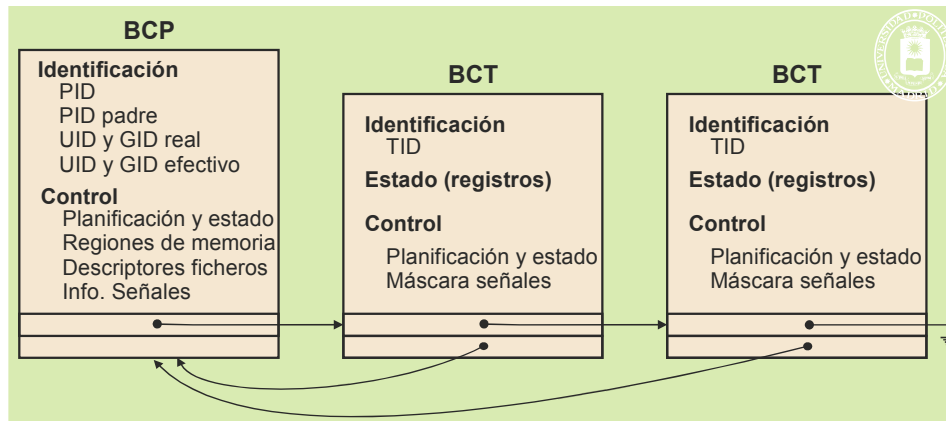 BCP
Identificación
PID
PID padre
UID y GID real
UID y GID efectivo
Control
Planificación y estado
Regiones de memoria
Descriptores ficheros
Info. Señales
BCT
Identificación
TID
Estado (registros)
Control
Planificación y estado
Máscara señales
BCT
Identificación
TID
Estado (registros)
Control
Planificación y estado
Máscara señales